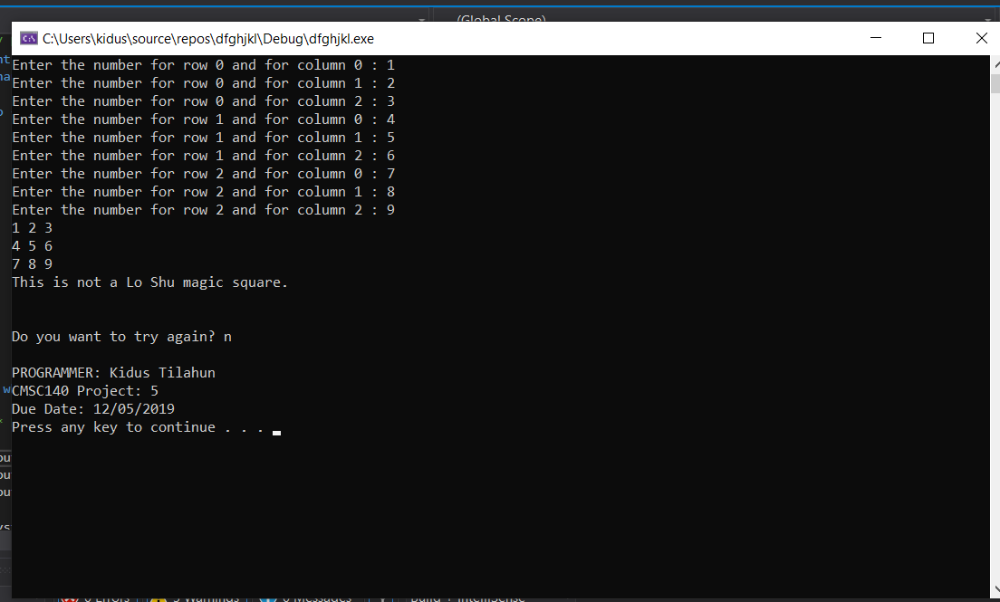 (Global Scope)
C:\Users\kidus\source\repos\dfghjkl\Debug\dfghjkl.exe
Enter the number for row 0 and for column 0 : 1
Enter the number for row 0 and for column 1 : 2
Enter the number for row 0 and for column 2 : 3
Enter the number for row 1 and for column 0 : 4
Enter the number for row 1 and for column 1 : 5
Enter the number for row 1 and for column 2 : 6
Enter the number for row 2 and for column 0 : 7
Enter the number for row 2 and for column 1 : 8
Enter the number for row 2 and for column 2 : 9
1 2 3
4 5 6
7 8 9
This is not a Lo Shu magic square.
Do you want to try again? n
PROGRAMMER: Kidus Tilahun
CMSC140 Project: 5
Due Date: 12/05/2019
Press any key to continue . . .
0 Errors 5 Warnings 0 Messages Build + IntelliSense